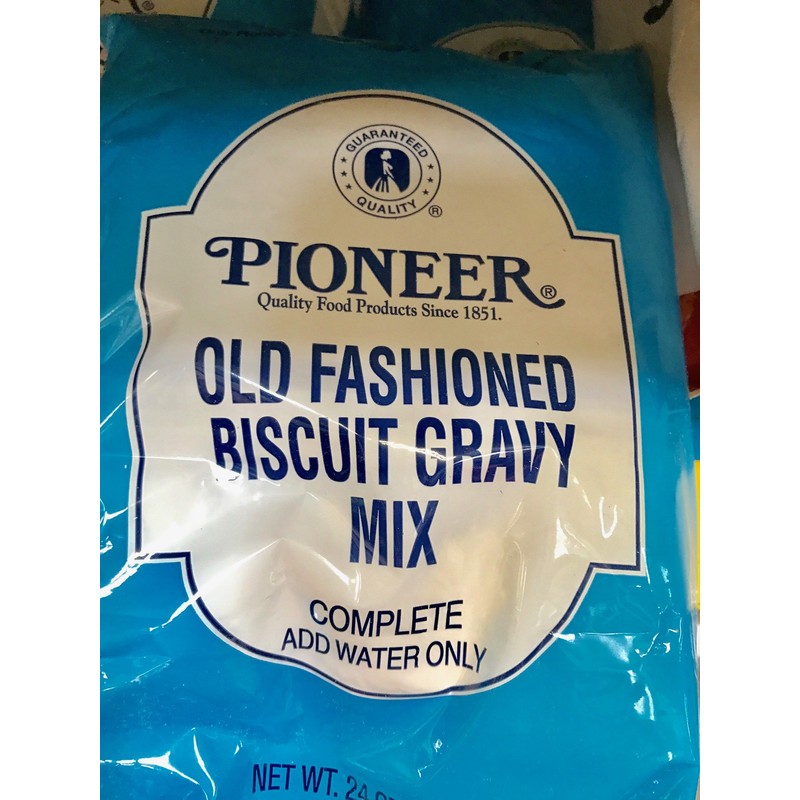 GUARANTEED
QUALITY ®
PIONEER®
Quality Food Products Since 1851.
OLD FASHIONED
BISCUIT GRAVY
MIX
COMPLETE
ADD WATER ONLY
NET WT. 24